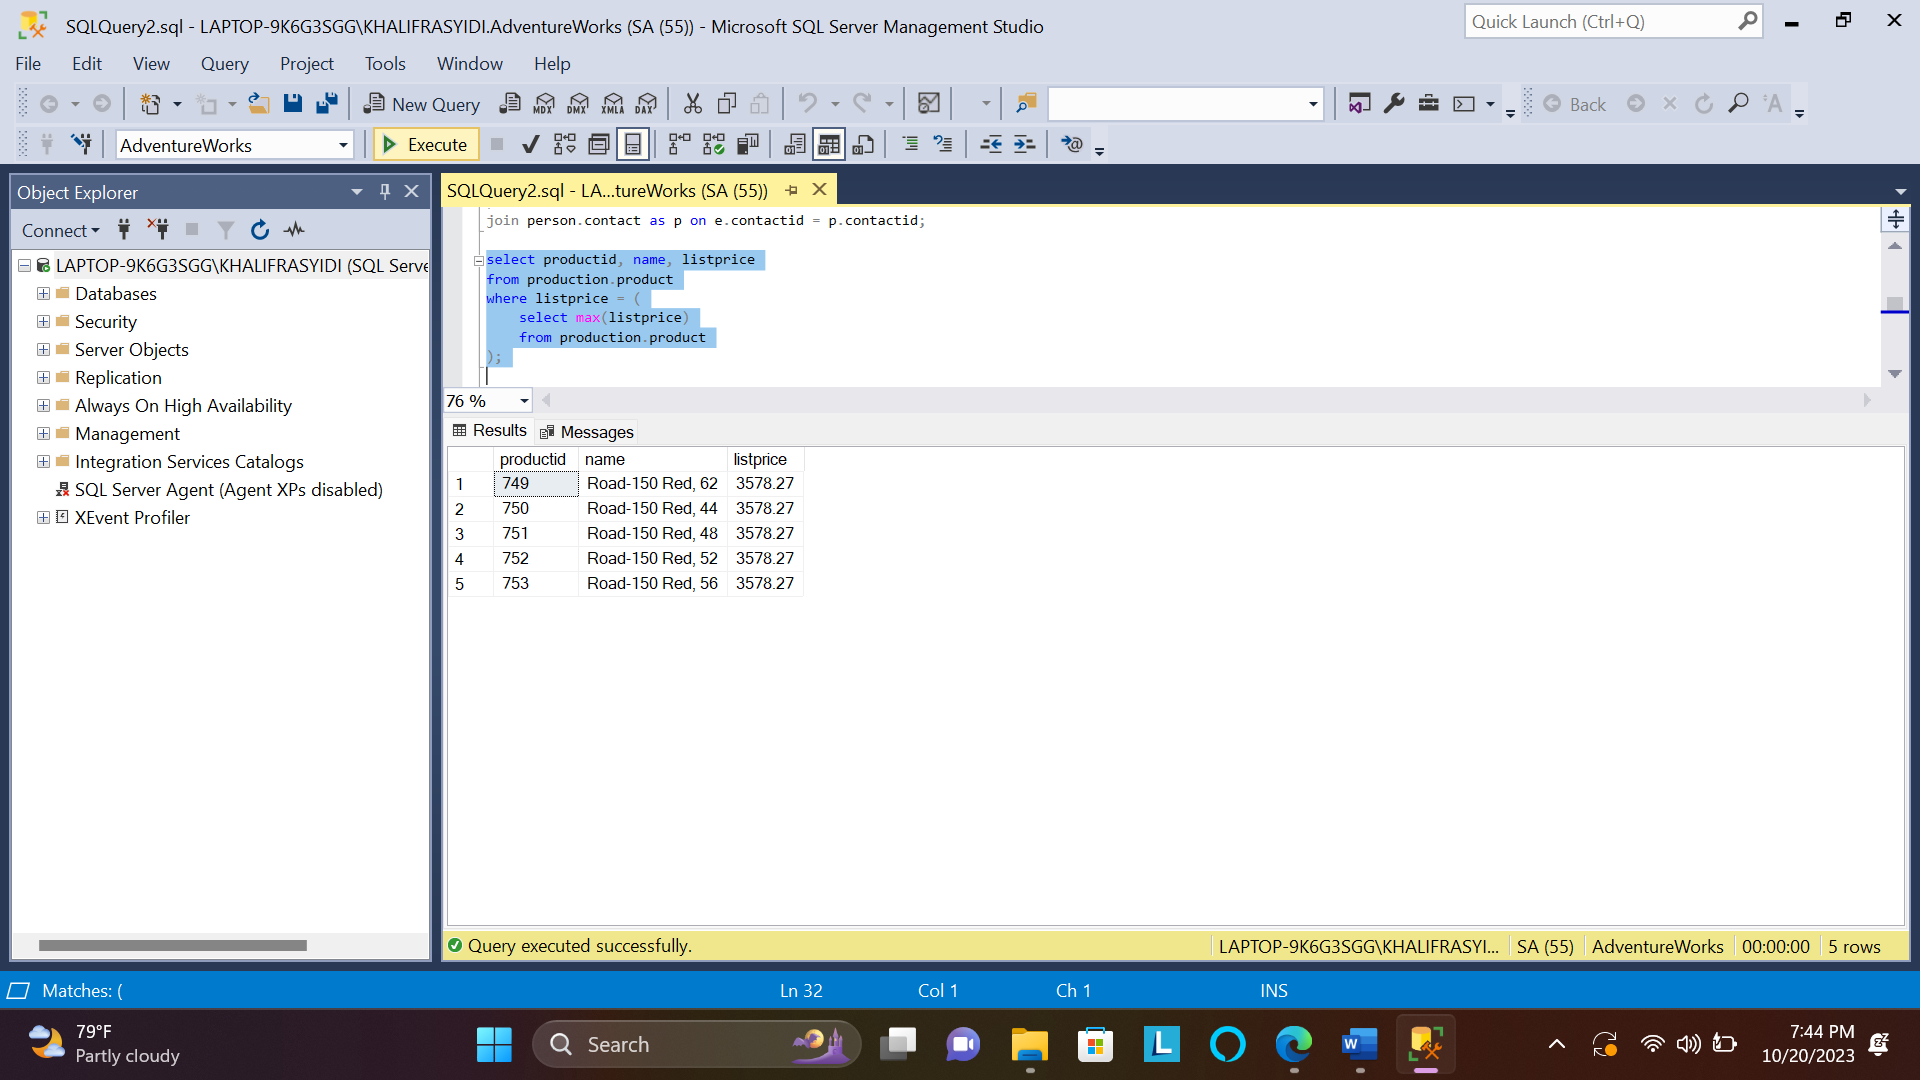 SQLQuery2.sql - LAPTOP-9K6G3SGG\KHALIFRASYIDI.AdventureWorks (SA (55)) - Microsoft SQL Server Management Studio
Quick Launch (Ctrl+Q)
File Edit View Query Project Tools Window Help
New Query MDX DMX XMLA DAX Back
AdventureWorks Execute
Object Explorer
Connect
LAPTOP-9K6G3SGG\KHALIFRASYIDI (SQL Serve
Databases
Security
Server Objects
Replication
Always On High Availability
Management
Integration Services Catalogs
SQL Server Agent (Agent XPs disabled)
XEvent Profiler
SQLQuery2.sql - LA...tureWorks (SA (55))
join person.contact as p on e.contactid = p.contactid;
select productid, name, listprice
from production.product
where listprice = (
select max(listprice)
from production.product
);
76 %
Results Messages
productid name listprice
1 749 Road-150 Red, 62 3578.27
2 750 Road-150 Red, 44 3578.27
3 751 Road-150 Red, 48 3578.27
4 752 Road-150 Red, 52 3578.27
5 753 Road-150 Red, 56 3578.27
Query executed successfully. LAPTOP-9K6G3SGG\KHALIFRASYI... SA (55) AdventureWorks 00:00:00 5 rows
Matches: ( Ln 32 Col 1 Ch 1 INS
79°F
Partly cloudy
Search
7:44 PM
10/20/2023